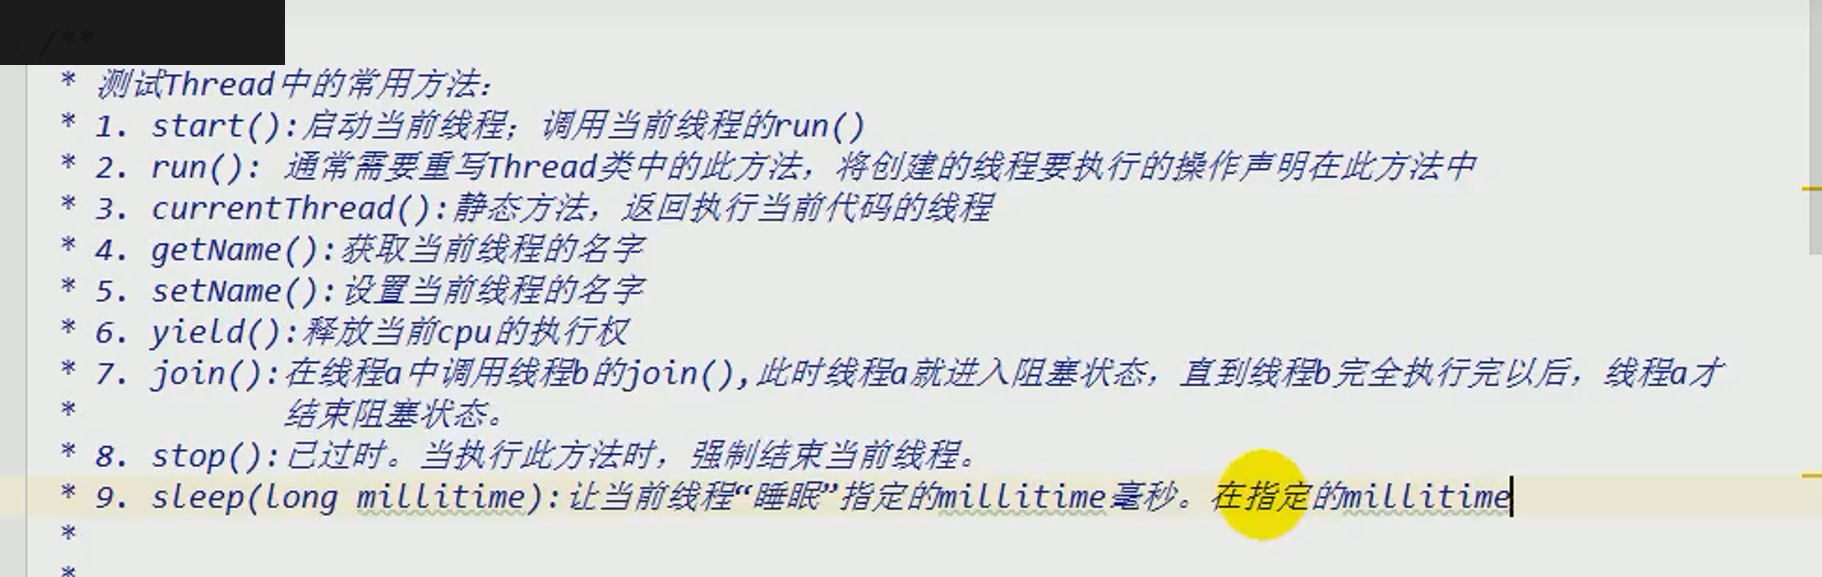 /**
* 测试Thread中的常用方法：
* 1. start():启动当前线程；调用当前线程的run()
* 2. run(): 通常需要重写Thread类中的此方法，将创建的线程要执行的操作声明在此方法中
* 3. currentThread():静态方法，返回执行当前代码的线程
* 4. getName():获取当前线程的名字
* 5. setName():设置当前线程的名字
* 6. yield():释放当前cpu的执行权
* 7. join():在线程a中调用线程b的join(),此时线程a就进入阻塞状态，直到线程b完全执行完以后，线程a才
* 结束阻塞状态。
* 8. stop():已过时。当执行此方法时，强制结束当前线程。
* 9. sleep(long millitime):让当前线程“睡眠”指定的millitime毫秒。在指定的millitime
*
*